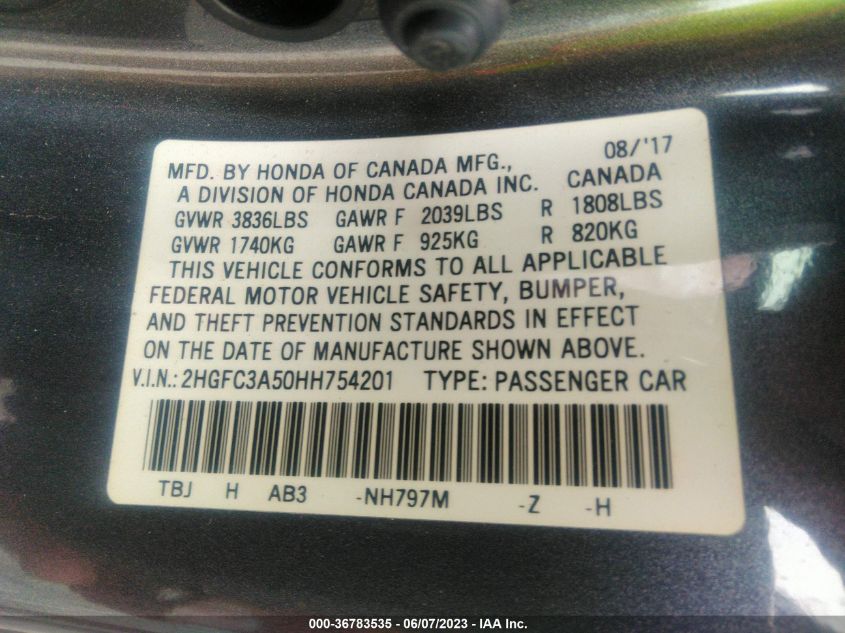 08/'17
MFD. BY HONDA OF CANADA MFG.,
A DIVISION OF HONDA CANADA INC. CANADA
GVWR 3836LBS GAWR F 2039LBS R 1808LBS
GVWR 1740KG GAWR F 925KG R 820KG
THIS VEHICLE CONFORMS TO ALL APPLICABLE
FEDERAL MOTOR VEHICLE SAFETY, BUMPER,
AND THEFT PREVENTION STANDARDS IN EFFECT
ON THE DATE OF MANUFACTURE SHOWN ABOVE.
V.I.N.: 2HGFC3A50HH754201 TYPE: PASSENGER CAR
TBJ H AB3 -NH797M -Z -H
000-36783535 - 06/07/2023 - IAA Inc.